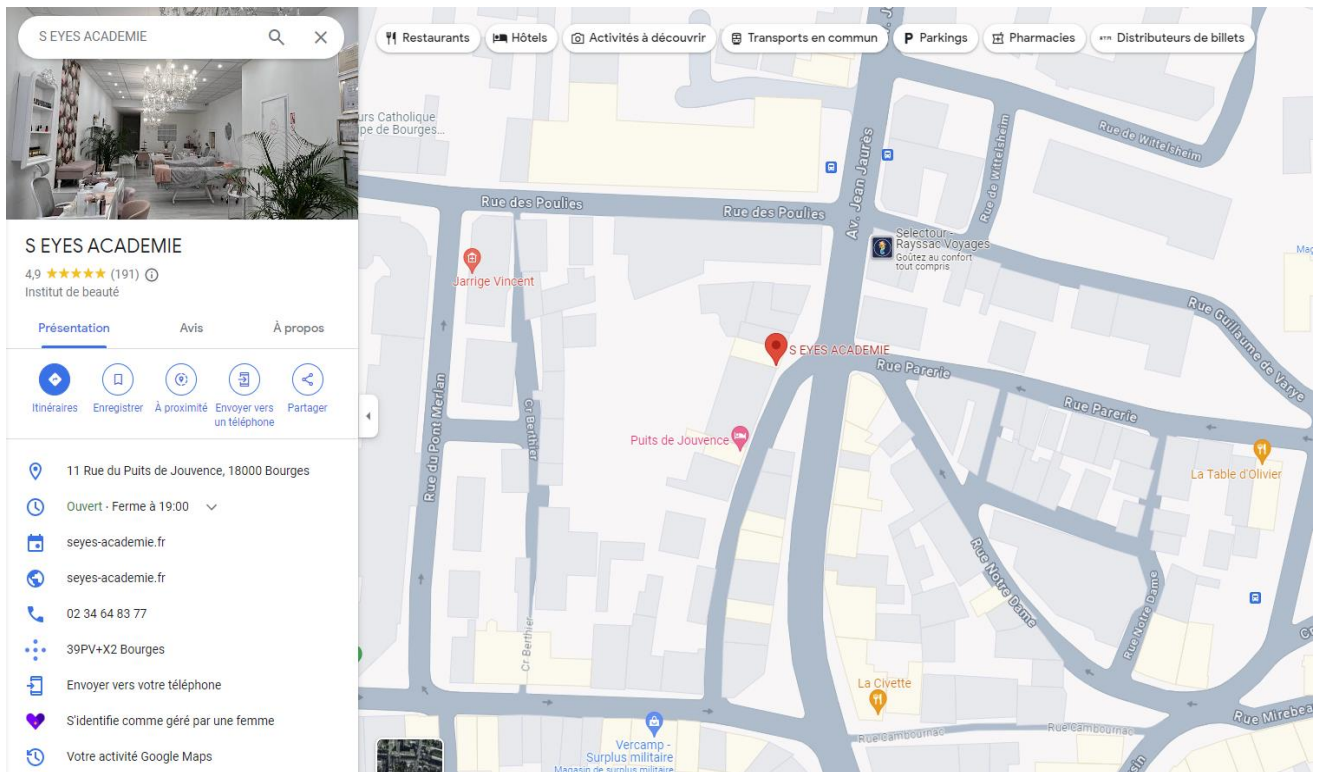 S EYES ACADEMIE
Restaurants
Hôtels
Activités à découvrir
Transports en commun
P Parkings
Pharmacies
Distributeurs de billets
S EYES ACADEMIE
4,9 ★★★★★ (191)
Institut de beauté
Présentation
Avis
À propos
Itinéraires
Enregistrer
À proximité
Envoyer vers
un téléphone
Partager
11 Rue du Puits de Jouvence, 18000 Bourges
Ouvert · Ferme à 19:00
seyes-academie.fr
seyes-academie.fr
02 34 64 83 77
39PV+X2 Bourges
Envoyer vers votre téléphone
S'identifie comme géré par une femme
Votre activité Google Maps
urs Catholique
pe de Bourges...
Av. J
Rue de Wittelsheim
Rue de Wittelsheim
Av. Jean Jaurès
Rue des Poulies
Rue des Poulies
Selectour -
Rayssac Voyages
Goûtez au confort
tout compris
Mag
Jarrige Vincent
Rue Guillaume de Varye
S EYES ACADEMIE
Rue Parerie
Rue Parerie
Rue du Pont Merlan
Cr Berthier
Puits de Jouvence
La Table d'Olivier
Rue Notre Dame
Rue Notre Dame
Cr Berthier
La Civette
Rue Mirebea
Rue Cambournac
Rue Cambournac
Vercamp -
Surplus militaire
Magasin de surplus militaire